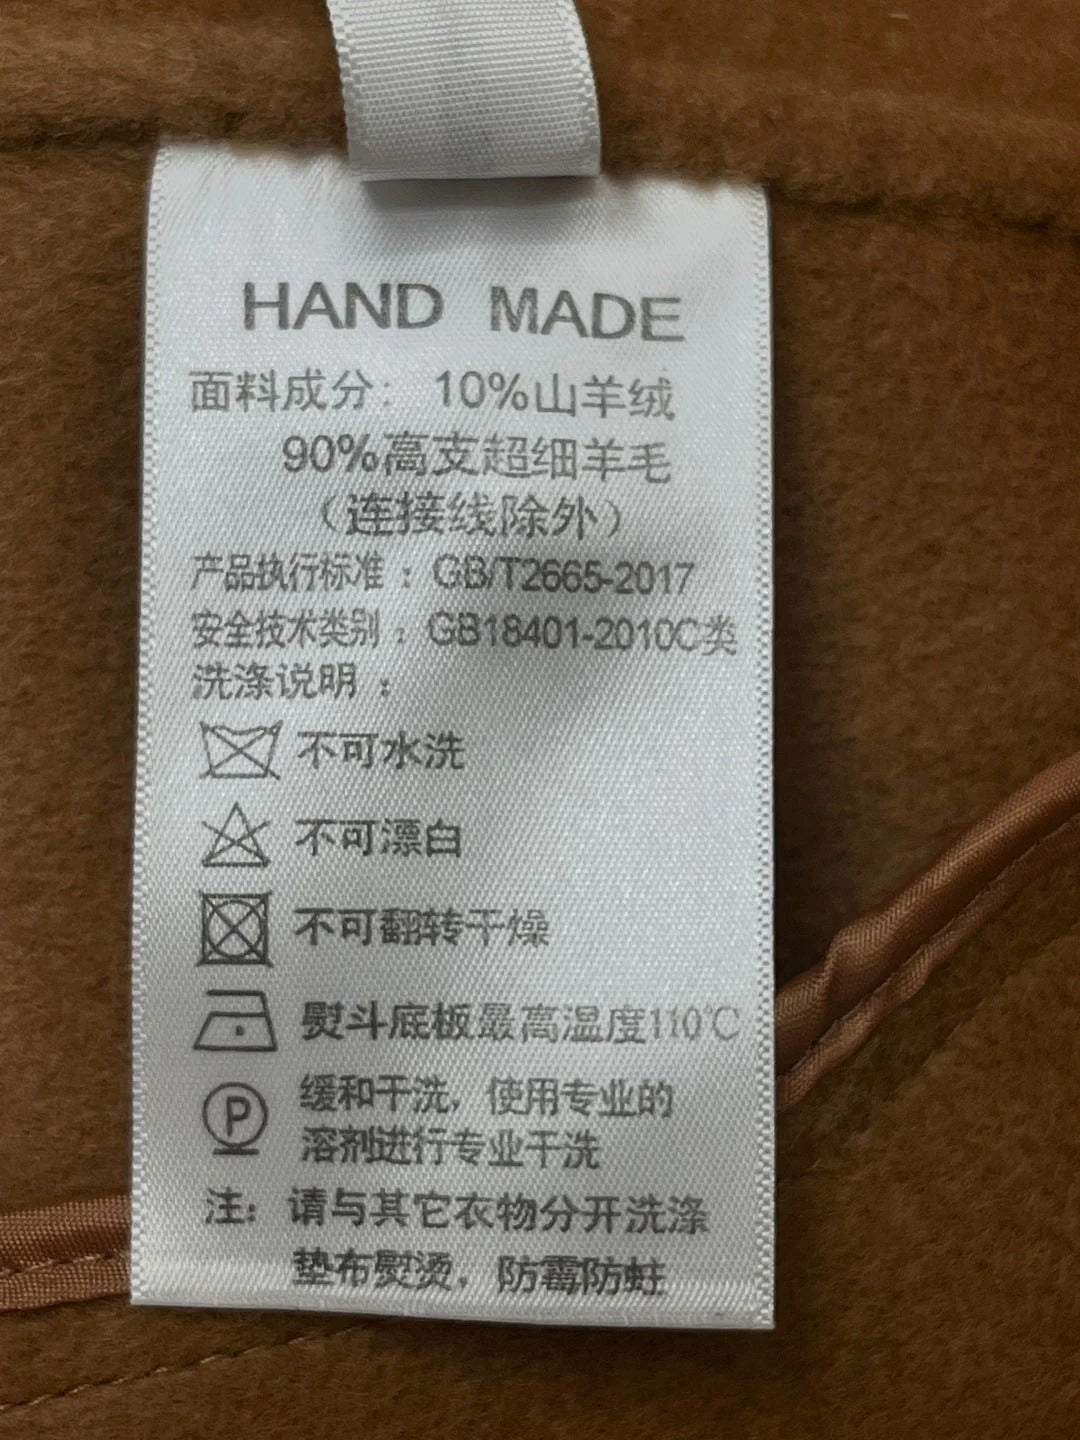 HAND MADE
面料成分：10%山羊绒
90%高支超细羊毛
（连接线除外）
产品执行标准：GB/T2665-2017
安全技术类别：GB18401-2010C类
洗涤说明：
不可水洗
不可漂白
不可翻转干燥
熨斗底板最高温度110℃
P 缓和干洗，使用专业的
溶剂进行专业干洗
注：请与其它衣物分开洗涤
垫布熨烫，防霉防蛀